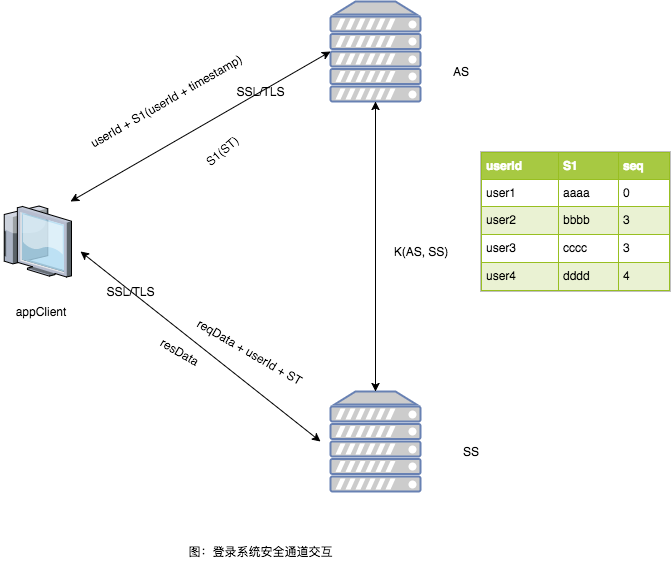 AS
SSL/TLS
userId + S1(userId + timestamp)
S1(ST)
userId S1 seq
user1 aaaa 0
user2 bbbb 3
user3 cccc 3
user4 dddd 4
K(AS, SS)
SSL/TLS
appClient
reqData + userId + ST
resData
SS
图：登录系统安全通道交互